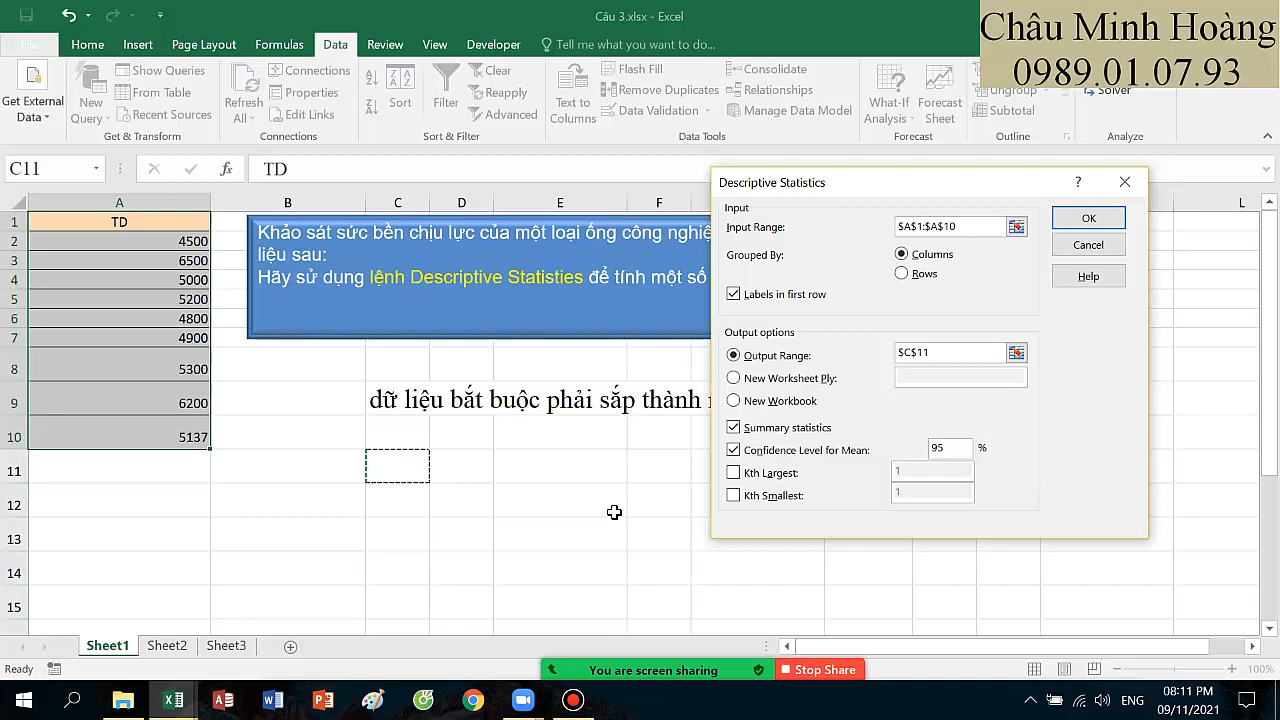 Câu 3.xlsx - Excel
Châu Minh Hoàng
0989.01.07.93
File Home Insert Page Layout Formulas Data Review View Developer Tell me what you want to do...
Get External Data
New Query
Show Queries
From Table
Recent Sources
Get & Transform
Refresh All
Connections
Properties
Edit Links
Connections
Sort
Filter
Clear
Reapply
Advanced
Sort & Filter
Text to Columns
Flash Fill
Remove Duplicates
Data Validation
Consolidate
Relationships
Manage Data Model
Data Tools
What-If Analysis
Forecast Sheet
Forecast
Ungroup
Subtotal
Outline
Solver
Analyze
C11 fx TD
A B C D E F L
1 TD
2 4500
3 6500
4 5000
5 5200
6 4800
7 4900
8 5300
9 6200
10 5137
11
12
13
14
15
Khảo sát sức bền chịu lực của một loại ống công nghiệ
liệu sau:
Hãy sử dụng lệnh Descriptive Statisties để tính một số
dữ liệu bắt buộc phải sắp thành
Descriptive Statistics ?
Input
Input Range: $A$1:$A$10
Grouped By: Columns
Rows
Labels in first row
Output options
Output Range: $C$11
New Worksheet Ply:
New Workbook
Summary statistics
Confidence Level for Mean: 95 %
Kth Largest: 1
Kth Smallest: 1
OK
Cancel
Help
Sheet1 Sheet2 Sheet3
Ready 100%
You are screen sharing Stop Share
ENG
08:11 PM
09/11/2021